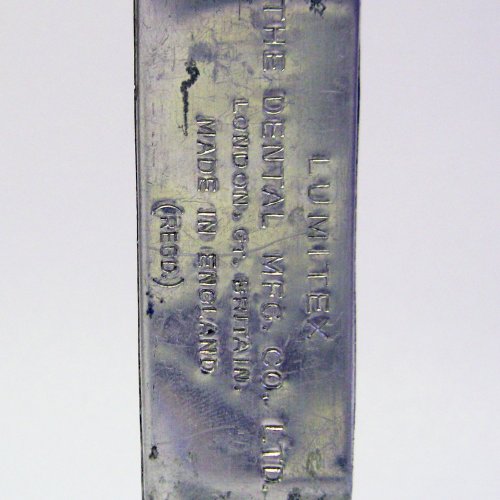 LUMITEX
THE DENTAL MFG. CO., LTD.,
LONDON, GT. BRITAIN.
MADE IN ENGLAND
(REGD.)